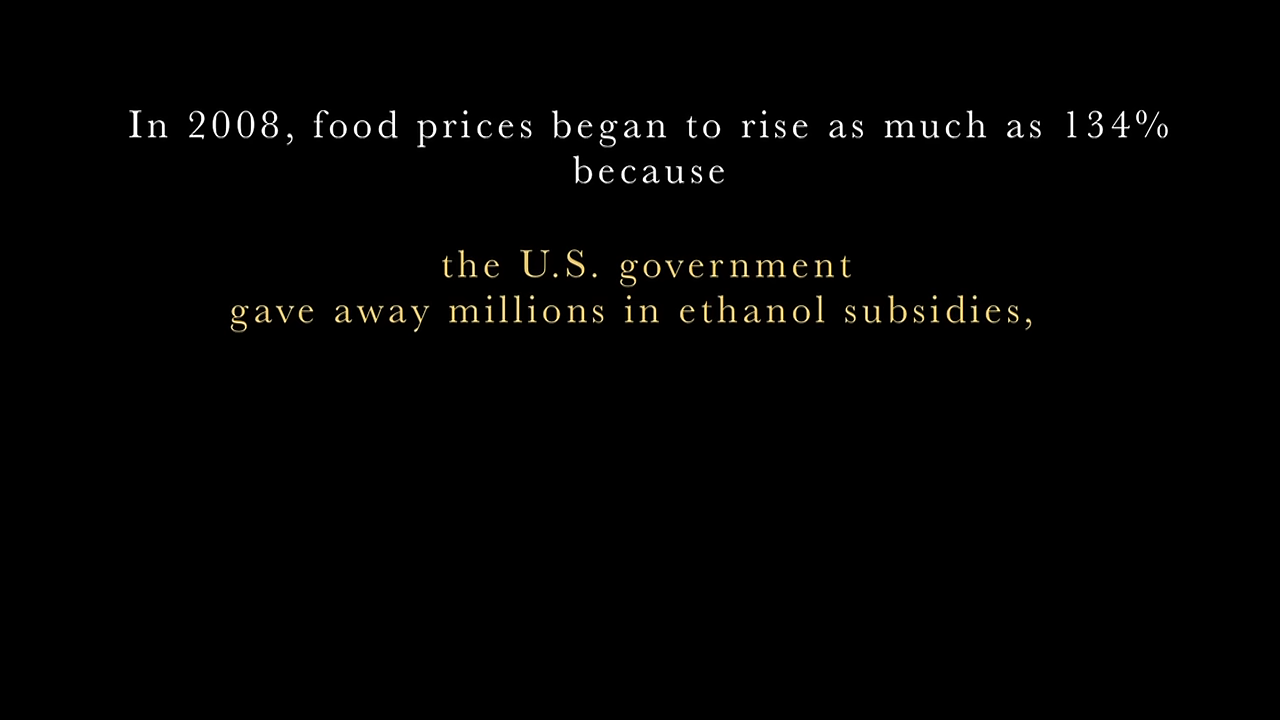 In 2008, food prices began to rise as much as 134%
because
the U.S. government
gave away millions in ethanol subsidies,